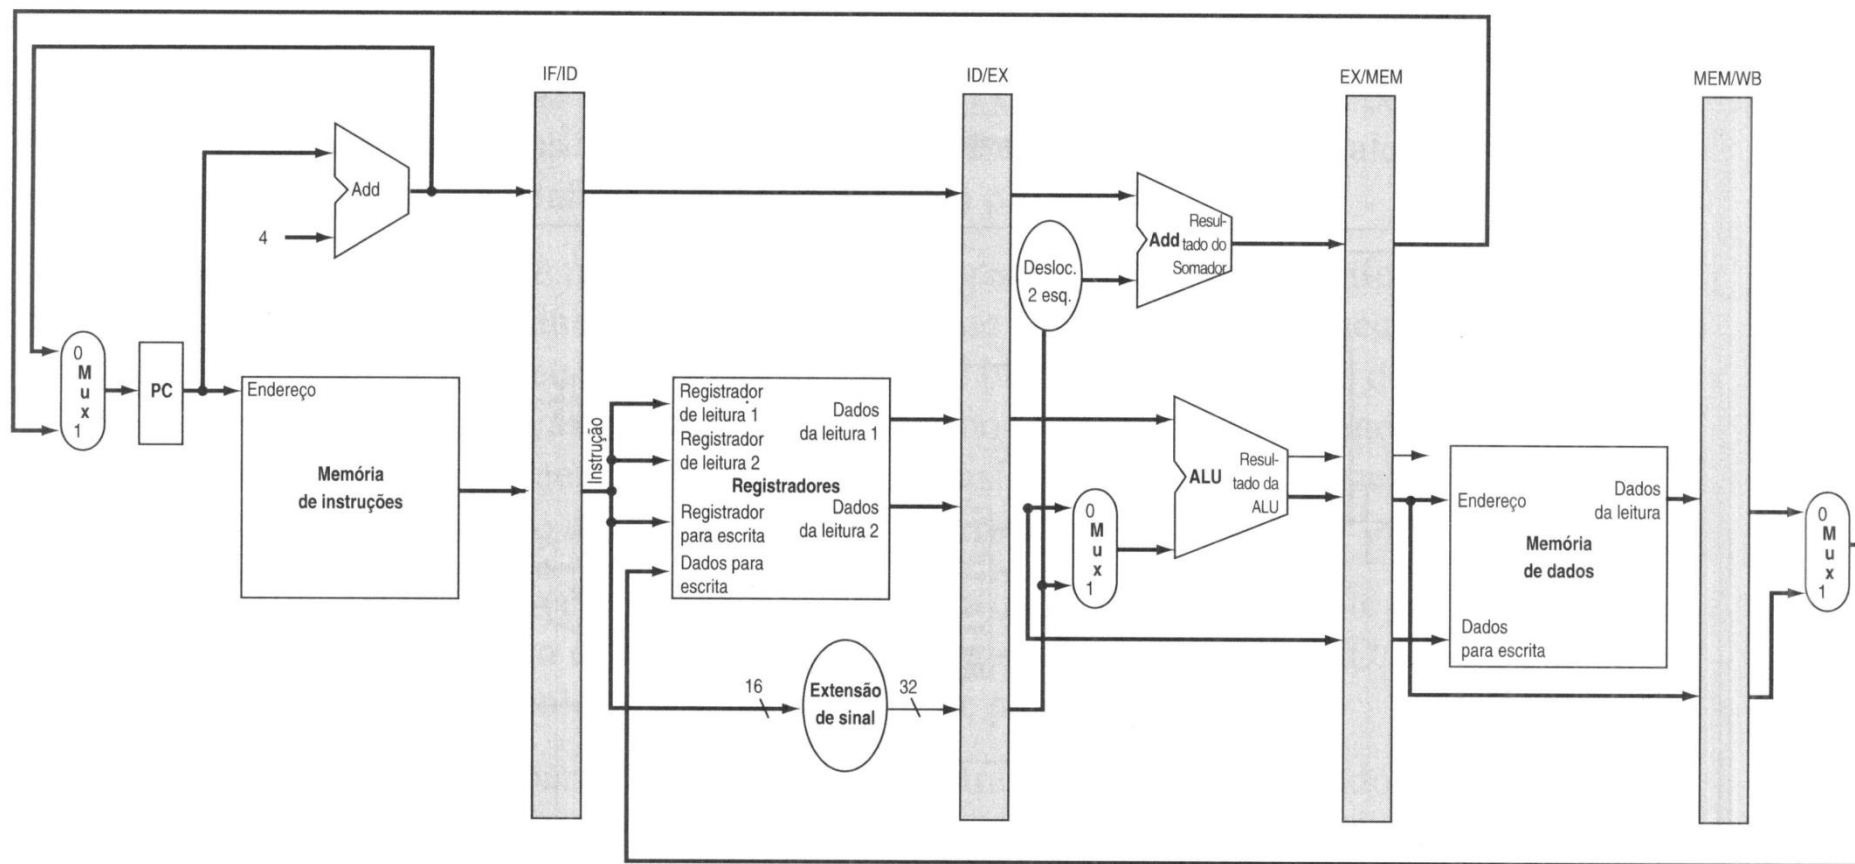 IF/ID
ID/EX
EX/MEM
MEM/WB
Add
4
Add
Resul-
tado do
Somador
Desloc.
2 esq.
0
M
u
x
1
PC
Endereço
Memória
de instruções
Instrução
Registrador
de leitura 1
Registrador
de leitura 2
Registradores
Registrador
para escrita
Dados para
escrita
Dados
da leitura 1
Dados
da leitura 2
16
Extensão
de sinal
32
0
M
u
x
1
ALU
Resul-
tado da
ALU
Endereço
Dados
da leitura
Memória
de dados
Dados
para escrita
0
M
u
x
1